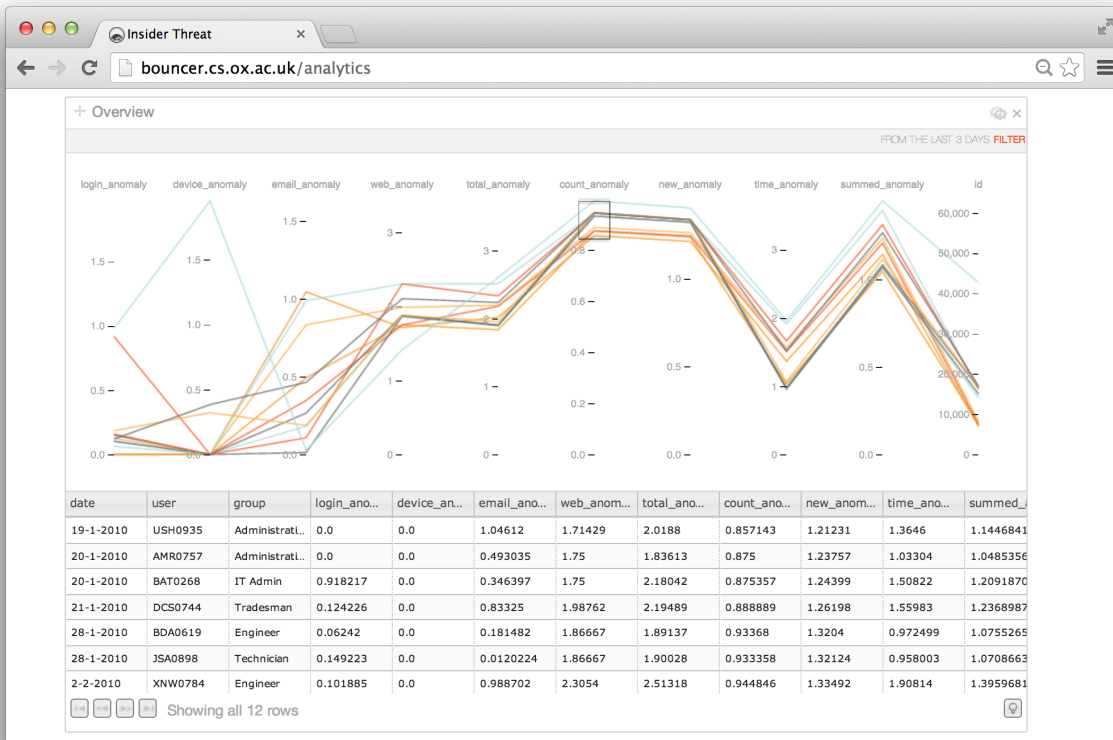 Insider Threat
bouncer.cs.ox.ac.uk/analytics
Overview
FROM THE LAST 3 DAYS FILTER
login_anomaly device_anomaly email_anomaly web_anomaly total_anomaly count_anomaly new_anomaly time_anomaly summed_anomaly id
1.5 1.0 0.5 0.0
1.5 1.0 0.5 0.0
1.5 1.0 0.5 0.0
3 2 1 0
3 2 1 0
0.8 0.6 0.4 0.2 0.0
1.0 0.5 0.0
3 2 1 0
1.0 0.5 0.0
60,000 50,000 40,000 30,000 20,000 10,000 0
date user group login_ano... device_an... email_ano... web_anom... total_ano... count_anom... new_anom... time_ano... summed_a
19-1-2010 USH0935 Administrati... 0.0 0.0 1.04612 1.71429 2.0188 0.857143 1.21231 1.3646 1.1446841
20-1-2010 AMR0757 Administrati... 0.0 0.0 0.493035 1.75 1.83613 0.875 1.23757 1.03304 1.0485356
20-1-2010 BAT0268 IT Admin 0.918217 0.0 0.346397 1.75 2.18042 0.875357 1.24399 1.50822 1.2091870
21-1-2010 DCS0744 Tradesman 0.124226 0.0 0.83325 1.98762 2.19489 0.888889 1.26198 1.55983 1.2368987
28-1-2010 BDA0619 Engineer 0.06242 0.0 0.181482 1.86667 1.89137 0.93368 1.3204 0.972499 1.0755265
28-1-2010 JSA0898 Technician 0.149223 0.0 0.0120224 1.86667 1.90028 0.933358 1.32124 0.958003 1.0708663
2-2-2010 XNW0784 Engineer 0.101885 0.0 0.988702 2.3054 2.51318 0.944846 1.33492 1.90814 1.3959681
Showing all 12 rows